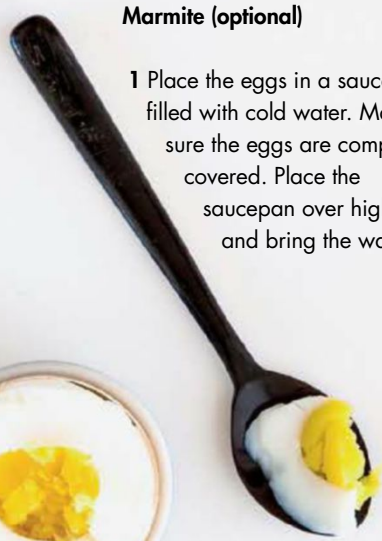 Marmite (optional)
1 Place the eggs in a sauce
filled with cold water.
sure the eggs are comp
covered. Place the
saucepan over hig
and bring the wa